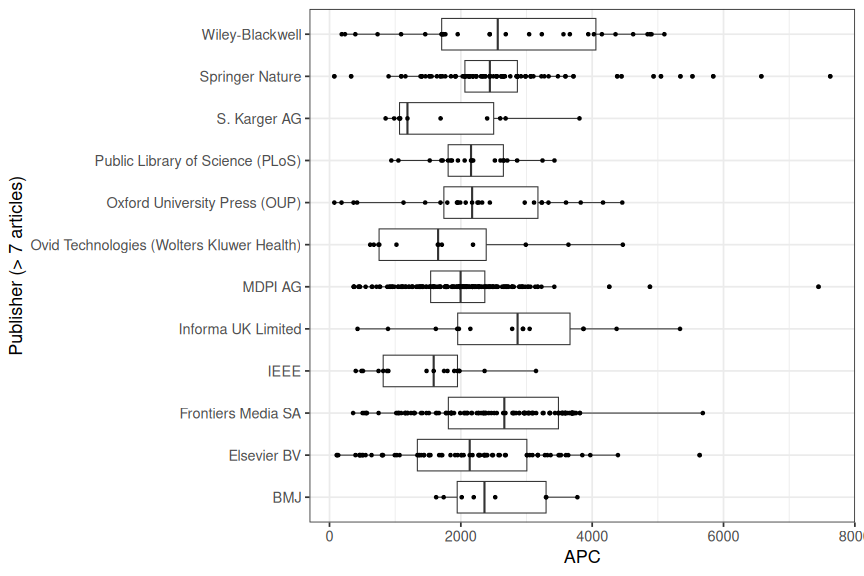 Publisher (> 7 articles)
Wiley-Blackwell
Springer Nature
S. Karger AG
Public Library of Science (PLoS)
Oxford University Press (OUP)
Ovid Technologies (Wolters Kluwer Health)
MDPI AG
Informa UK Limited
IEEE
Frontiers Media SA
Elsevier BV
BMJ
0 2000 4000 6000 8000
APC